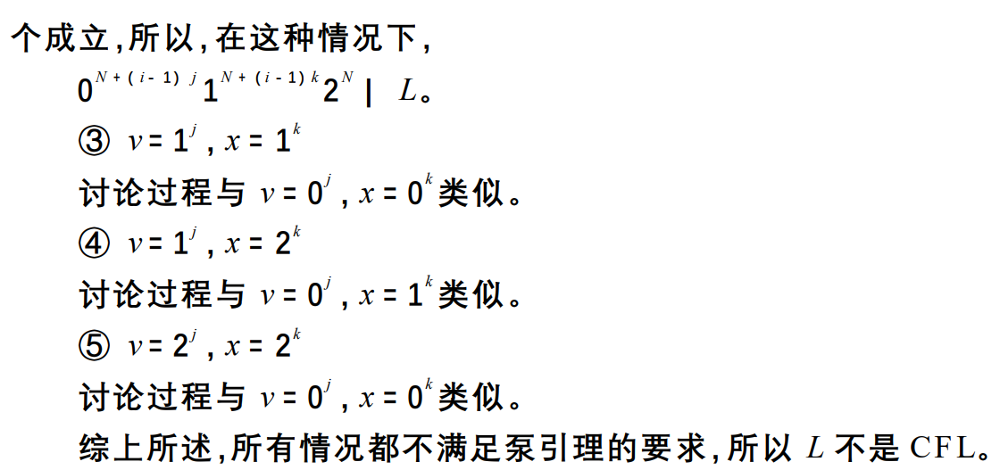 个成立,所以,在这种情况下,
0^{N+(i-1)j}1^{N+(i-1)k}2^N | L。
③ v=1^j,x=1^k
讨论过程与 v=0^j,x=0^k类似。
④ v=1^j,x=2^k
讨论过程与 v=0^j,x=1^k类似。
⑤ v=2^j,x=2^k
讨论过程与 v=0^j,x=0^k类似。
综上所述,所有情况都不满足泵引理的要求,所以 L 不是 CFL。